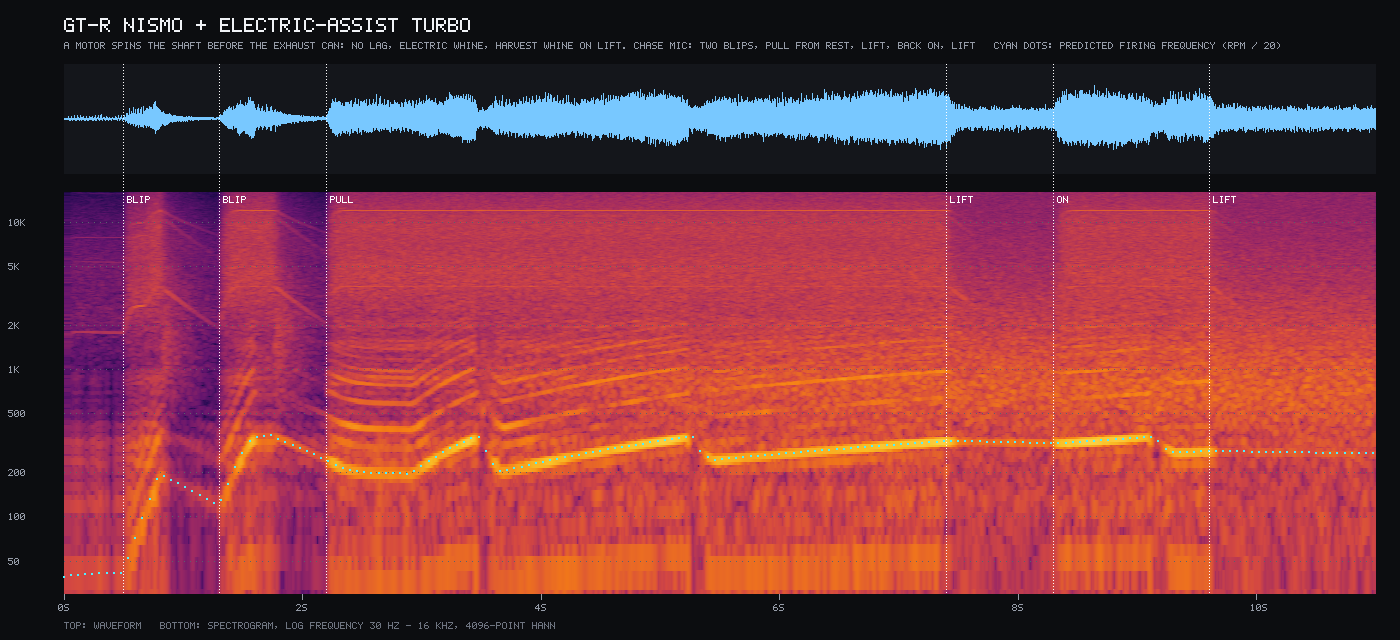 GT-R NISMO + ELECTRIC-ASSIST TURBO
A MOTOR SPINS THE SHAFT BEFORE THE EXHAUST CAN: NO LAG, ELECTRIC WHINE, HARVEST WHINE ON LIFT. CHASE MIC: TWO BLIPS, PULL FROM REST, LIFT, BACK ON, LIFT CYAN DOTS: PREDICTED FIRING FREQUENCY (RPM / 20)
BLIP BLIP PULL LIFT ON LIFT
10K
5K
2K
1K
500
200
100
50
0S 2S 4S 6S 8S 10S
TOP: WAVEFORM BOTTOM: SPECTROGRAM, LOG FREQUENCY 30 HZ - 16 KHZ, 4096-POINT HANN